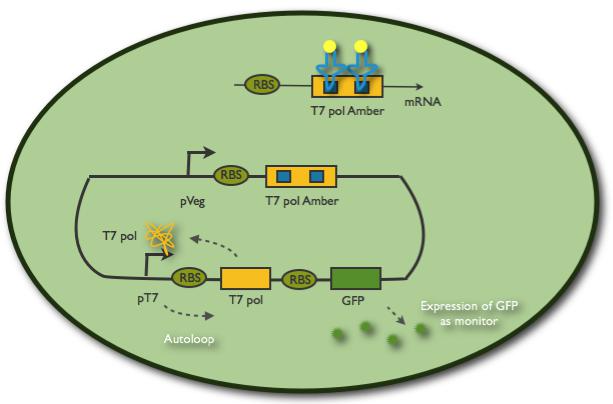 RBS
mRNA
T7 pol Amber
RBS
pVeg
T7 pol Amber
T7 pol
RBS
RBS
pT7
T7 pol
GFP
Expression of GFP
as monitor
Autoloop